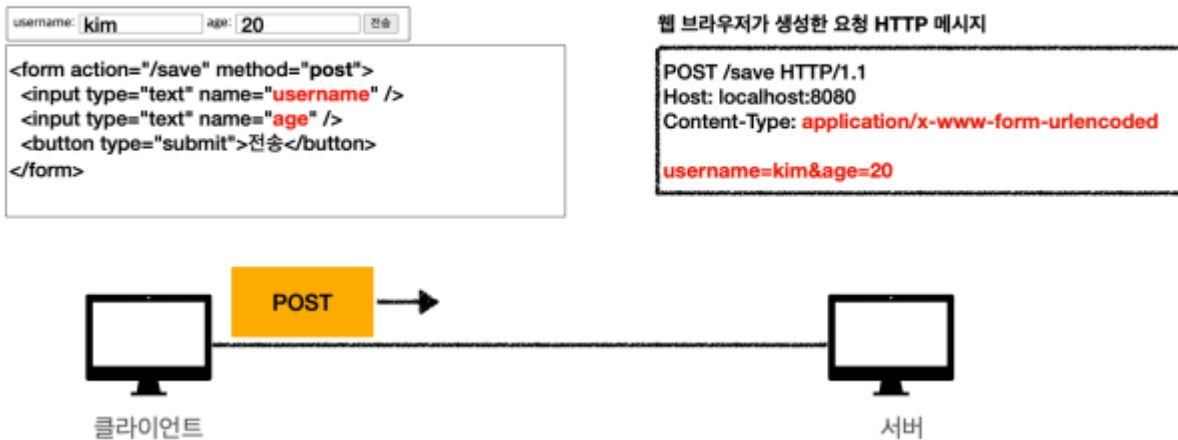 username: kim age: 20 전송
<form action="/save" method="post">
<input type="text" name="username" />
<input type="text" name="age" />
<button type="submit">전송</button>
</form>
웹 브라우저가 생성한 요청 HTTP 메시지
POST /save HTTP/1.1
Host: localhost:8080
Content-Type: application/x-www-form-urlencoded
username=kim&age=20
POST
클라이언트
서버